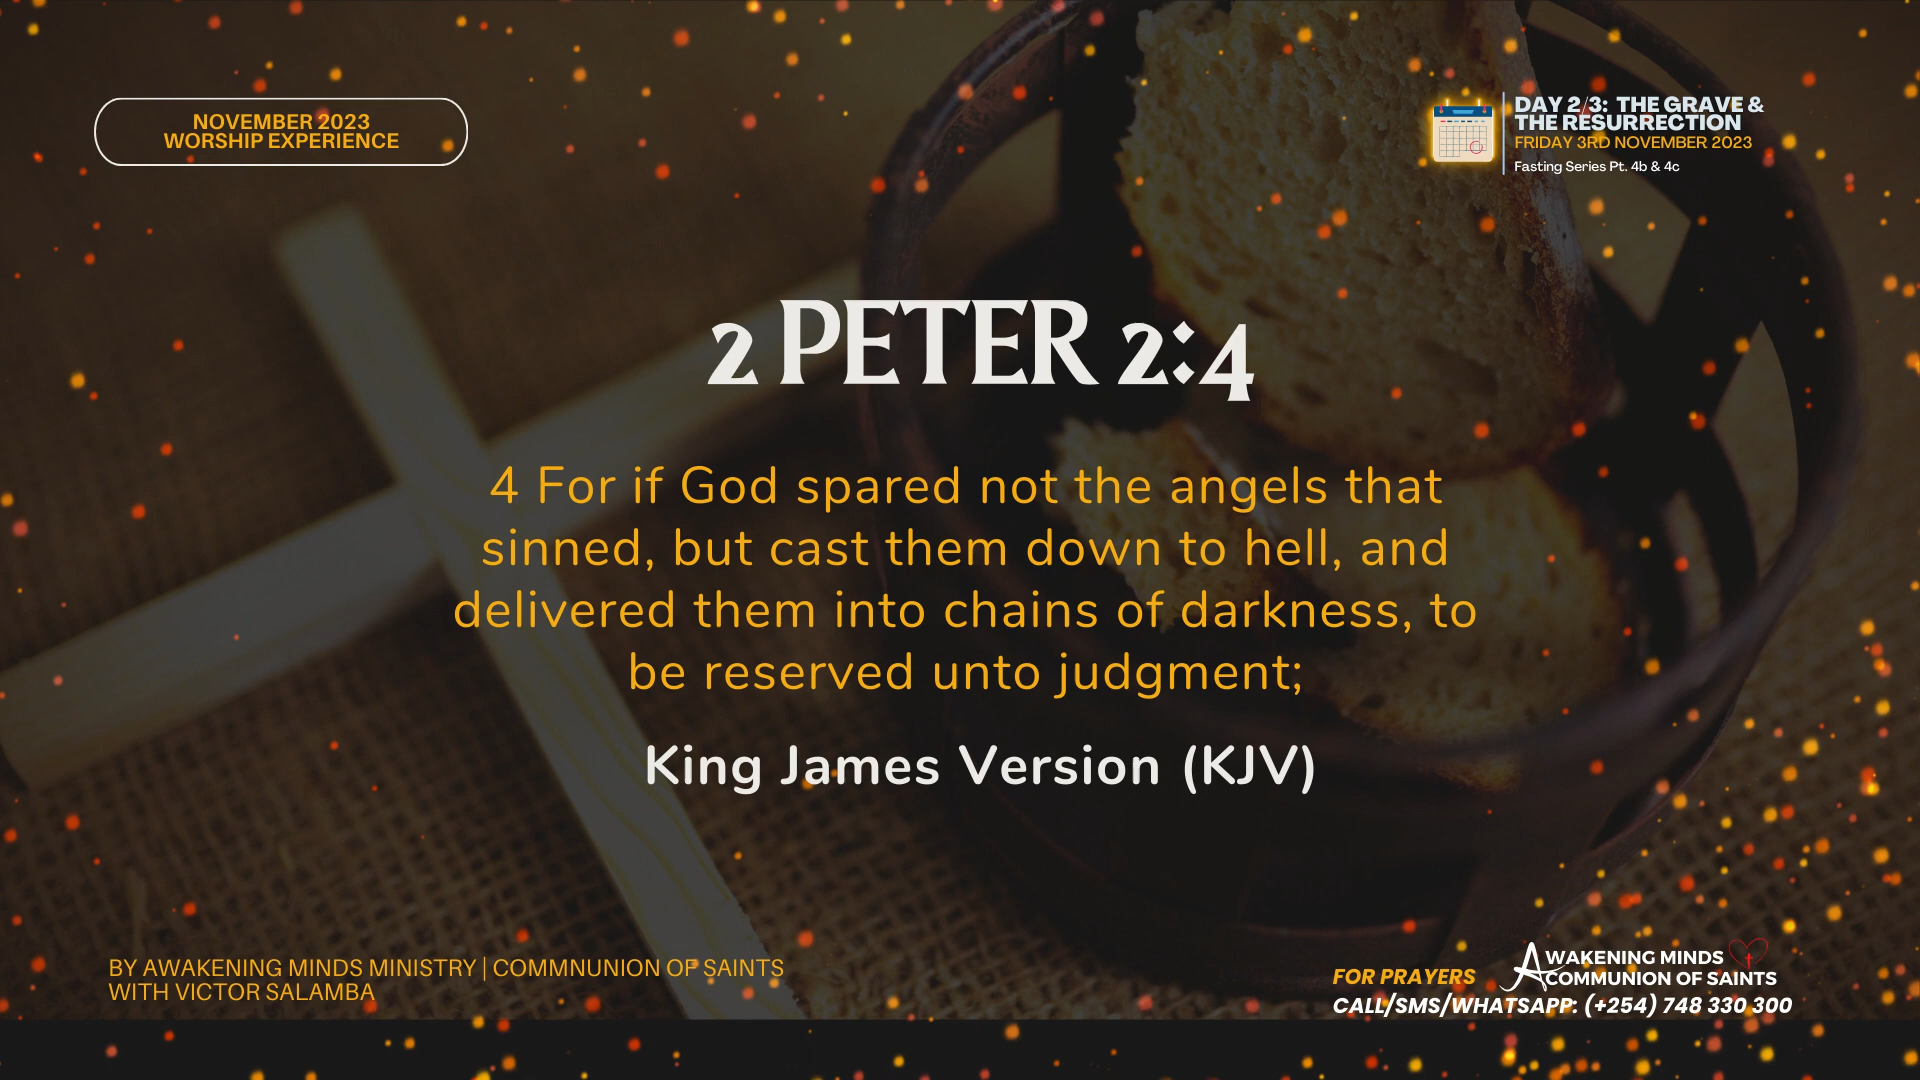 NOVEMBER 2023
WORSHIP EXPERIENCE
DAY 2/3: THE GRAVE &
THE RESURRECTION
FRIDAY 3RD NOVEMBER 2023
Fasting Series Pt. 4b & 4c
2 PETER 2:4
4 For if God spared not the angels that
sinned, but cast them down to hell, and
delivered them into chains of darkness, to
be reserved unto judgment;
King James Version (KJV)
BY AWAKENING MINDS MINISTRY | COMMNUNION OF SAINTS
WITH VICTOR SALAMBA
FOR PRAYERS
AWAKENING MINDS
COMMUNION OF SAINTS
CALL/SMS/WHATSAPP: (+254) 748 330 300